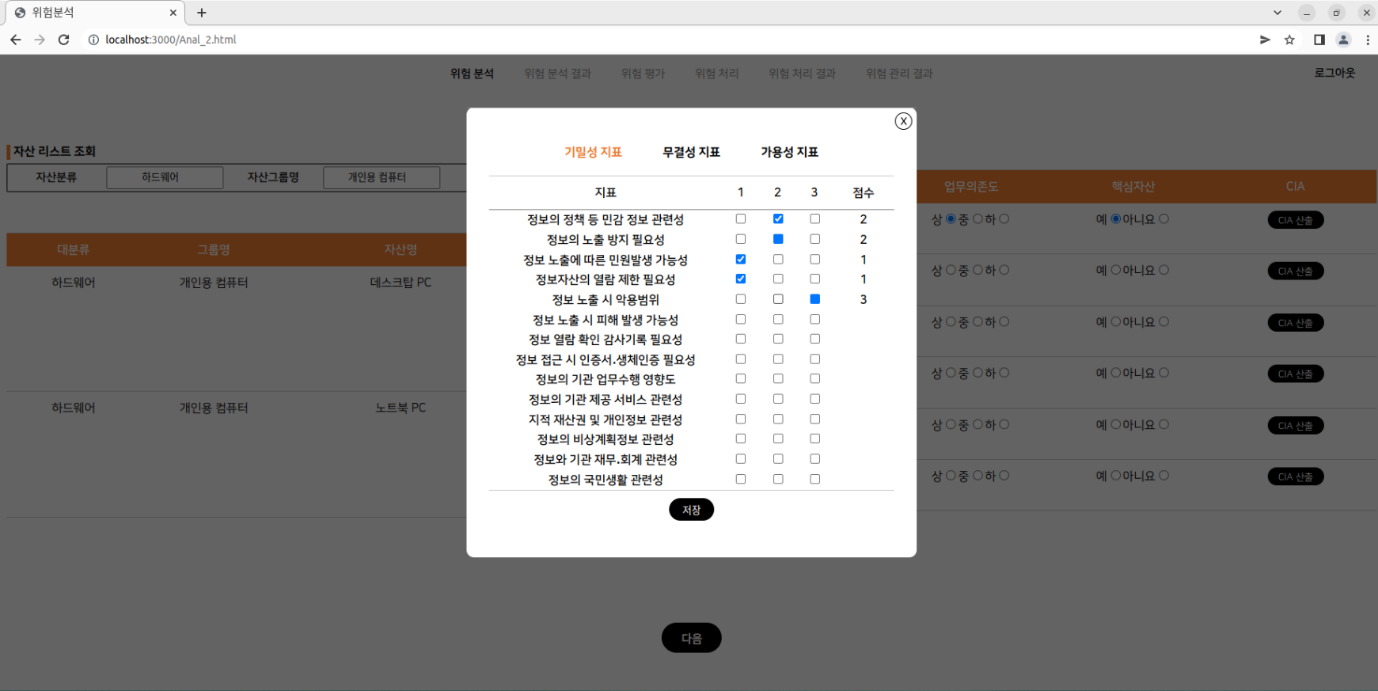 위험분석
localhost:3000/Anal_2.html
위험 분석 위험 분석 결과 위험 평가 위험 처리 위험 처리 결과 위험 관리 결과 로그아웃
자산 리스트 조회
자산분류 하드웨어 자산그룹명 개인용 컴퓨터
대분류 그룹명 자산명
하드웨어 개인용 컴퓨터 데스크탑 PC
하드웨어 개인용 컴퓨터 노트북 PC
X
기밀성 지표 무결성 지표 가용성 지표
지표 1 2 3 점수
정보의 정책 등 민감 정보 관련성 2
정보의 노출 방지 필요성 2
정보 노출에 따른 민원발생 가능성 1
정보자산의 열람 제한 필요성 1
정보 노출 시 악용범위 3
정보 노출 시 피해 발생 가능성
정보 열람 확인 감사기록 필요성
정보 접근 시 인증서.생체인증 필요성
정보의 기관 업무수행 영향도
정보의 기관 제공 서비스 관련성
지적 재산권 및 개인정보 관련성
정보의 비상계획정보 관련성
정보와 기관 재무.회계 관련성
정보의 국민생활 관련성
저장
업무의존도 핵심자산 CIA
상 중 하 예 아니요 CIA 산출
상 중 하 예 아니요 CIA 산출
상 중 하 예 아니요 CIA 산출
상 중 하 예 아니요 CIA 산출
상 중 하 예 아니요 CIA 산출
상 중 하 예 아니요 CIA 산출
다음